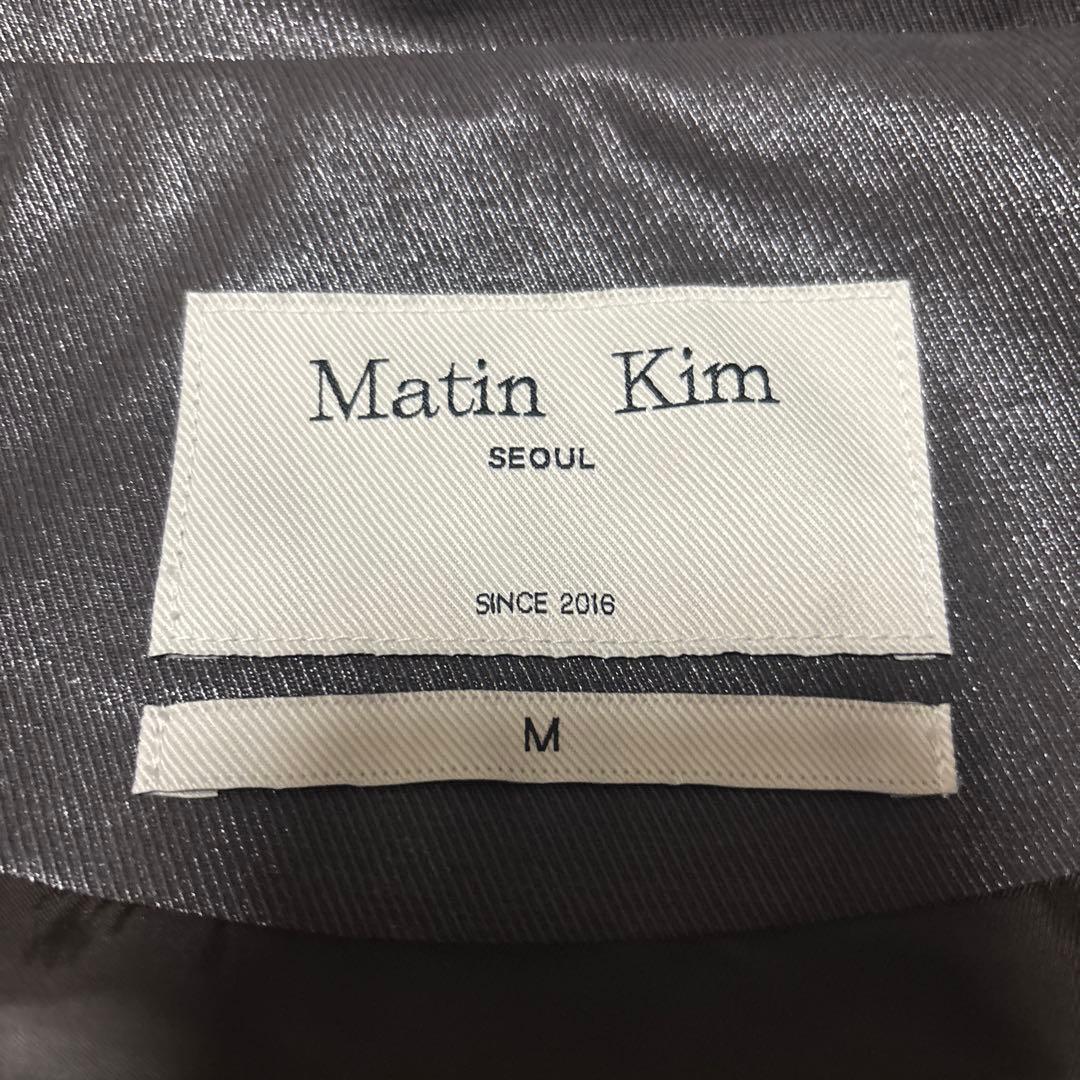 Matin Kim
SEOUL
SINCE 2016
M